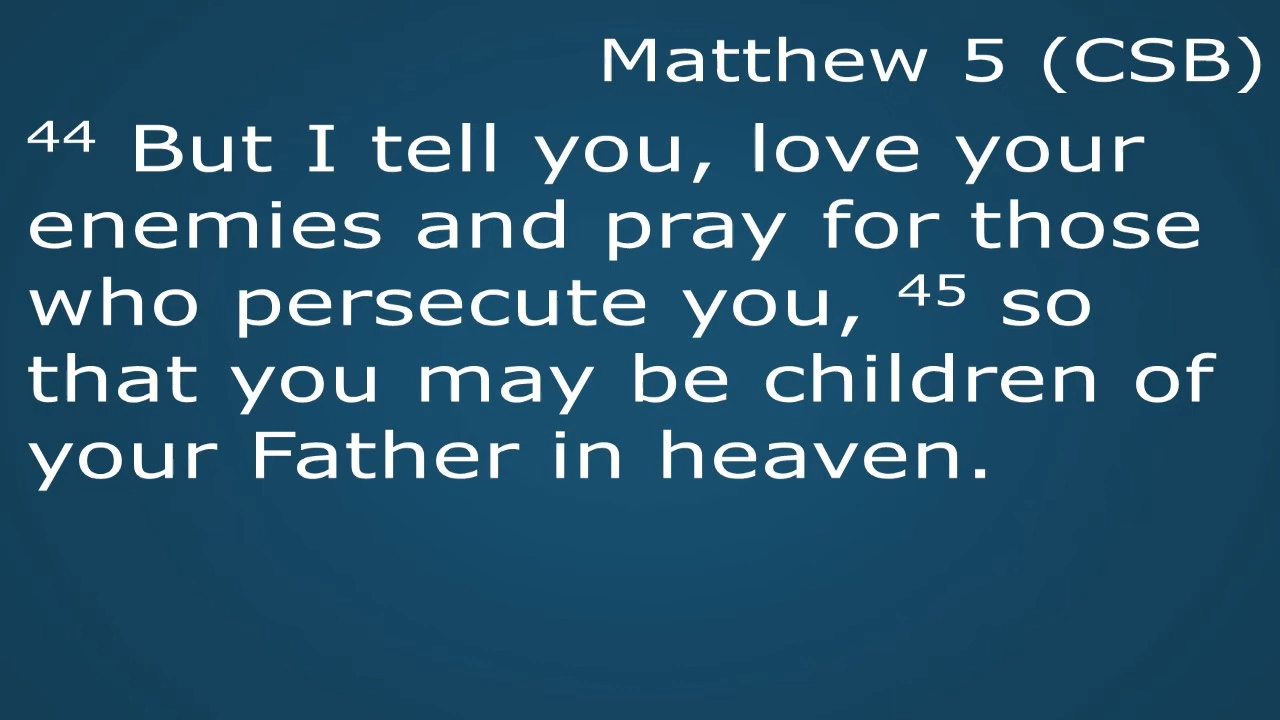 Matthew 5 (CSB)
44 But I tell you, love your
enemies and pray for those
who persecute you, 45 so
that you may be children of
your Father in heaven.